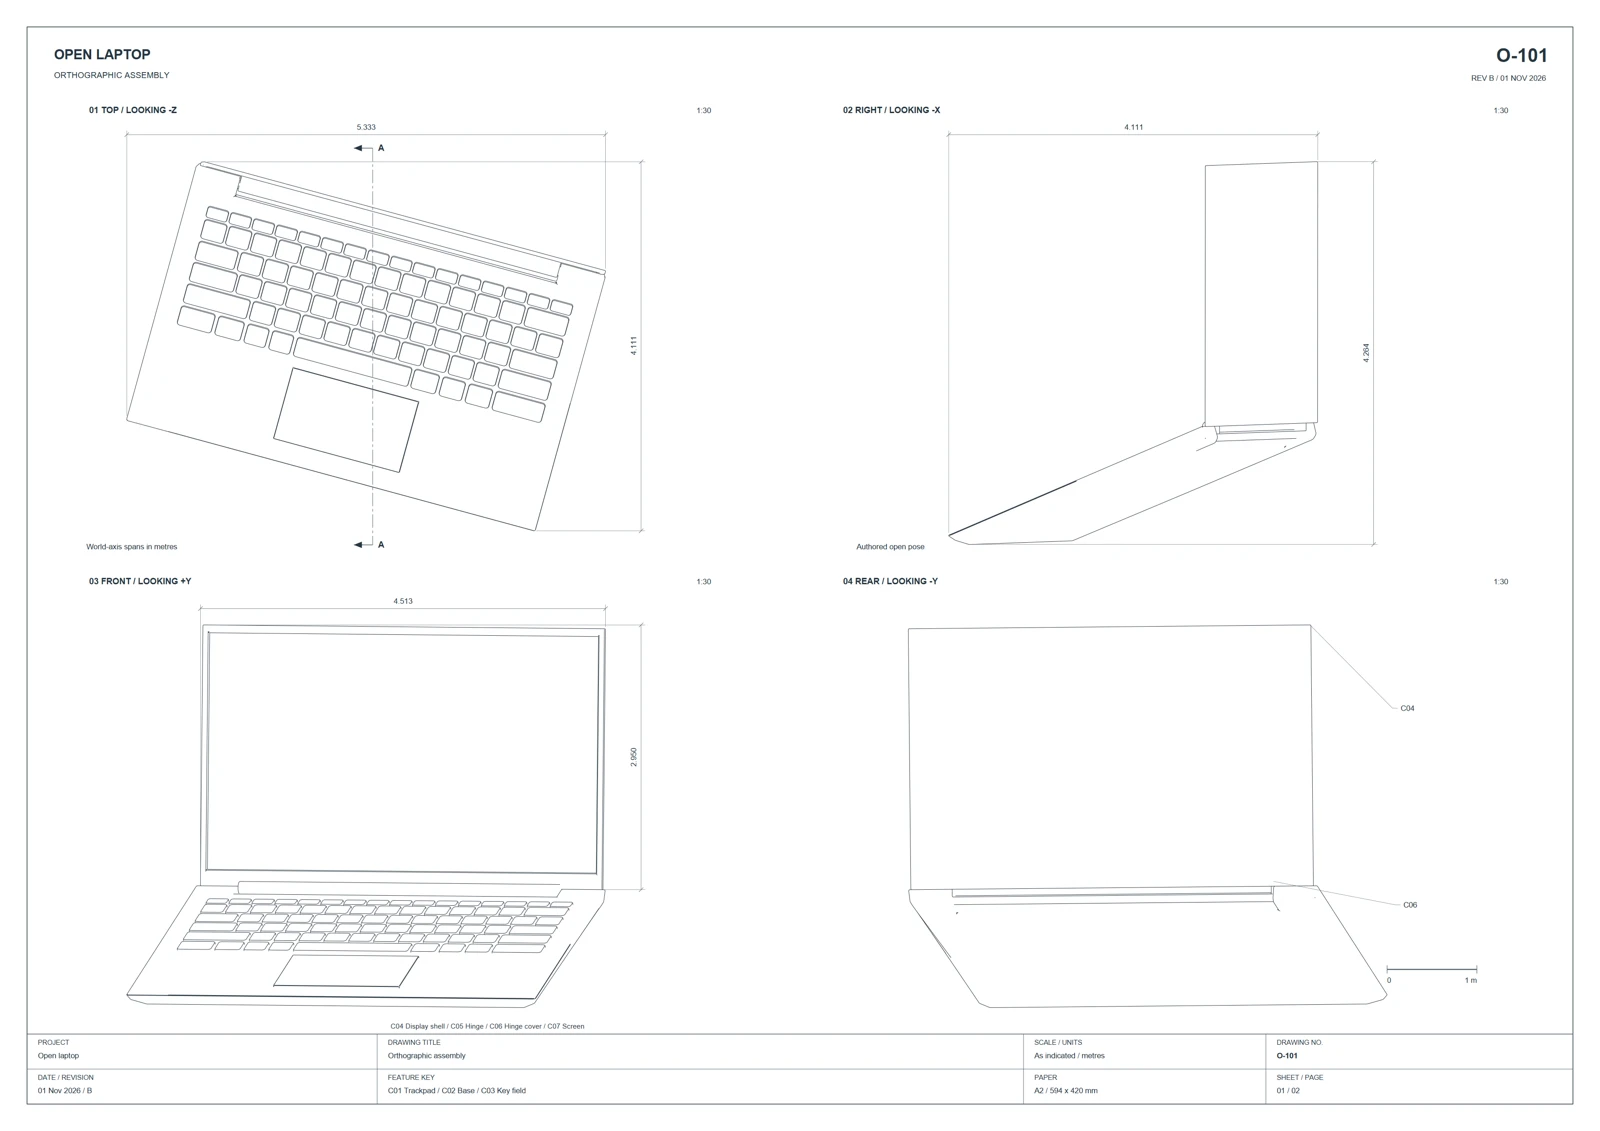 OPEN LAPTOP
ORTHOGRAPHIC ASSEMBLY
O-101
REV B / 01 NOV 2026
01 TOP / LOOKING -Z
1:30
5.333
A
4.111
A
World-axis spans in metres
02 RIGHT / LOOKING -X
1:30
4.111
4.264
Authored open pose
03 FRONT / LOOKING +Y
1:30
4.513
2.950
04 REAR / LOOKING -Y
1:30
C04
C06
0
1 m
C04 Display shell / C05 Hinge / C06 Hinge cover / C07 Screen
PROJECT
Open laptop
DRAWING TITLE
Orthographic assembly
SCALE / UNITS
As indicated / metres
DRAWING NO.
O-101
DATE / REVISION
01 Nov 2026 / B
FEATURE KEY
C01 Trackpad / C02 Base / C03 Key field
PAPER
A2 / 594 x 420 mm
SHEET / PAGE
01 / 02